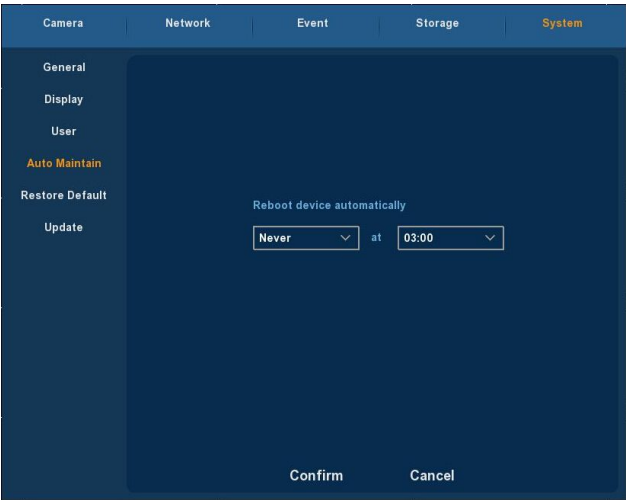 Camera Network Event Storage System
General
Display
User
Auto Maintain
Restore Default
Update
Reboot device automatically
Never at 03:00
Confirm Cancel